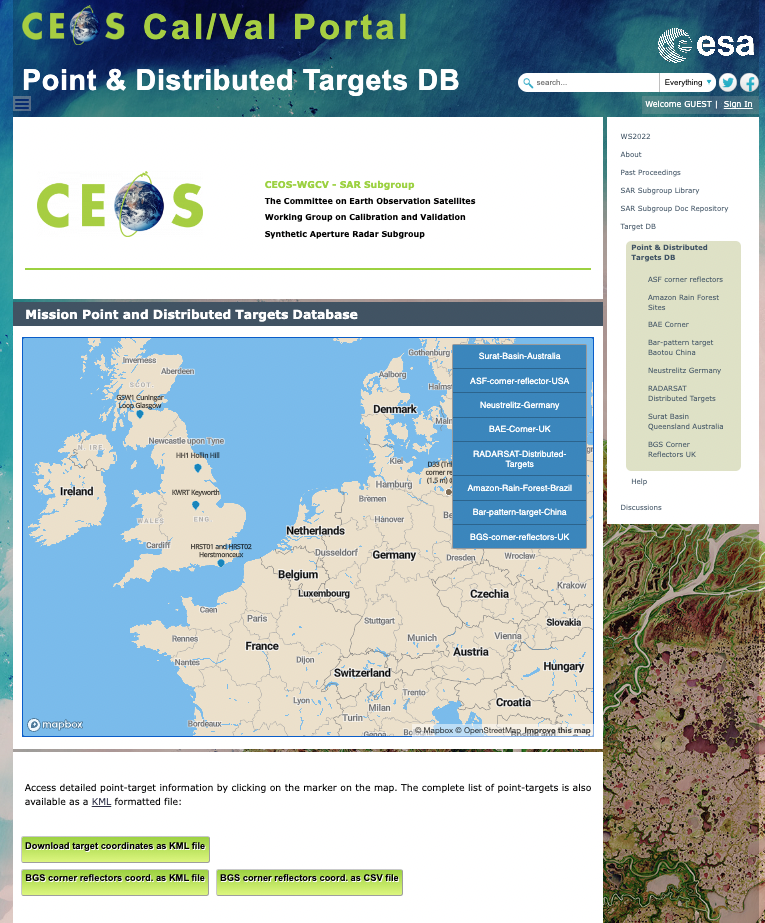 CEOS Cal/Val Portal
esa
Point & Distributed Targets DB
search...
Everything
Welcome GUEST | Sign In
CEOS
CEOS-WGCV - SAR Subgroup
The Committee on Earth Observation Satellites
Working Group on Calibration and Validation
Synthetic Aperture Radar Subgroup
WS2022
About
Past Proceedings
SAR Subgroup Library
SAR Subgroup Doc Repository
Target DB
Point & Distributed
Targets DB
ASF corner reflectors
Amazon Rain Forest
Sites
BAE Corner
Bar-pattern target
Baotou China
Neustrelitz Germany
RADARSAT
Distributed Targets
Surat Basin
Queensland Australia
BGS Corner
Reflectors UK
Help
Discussions
Mission Point and Distributed Targets Database
Surat-Basin-Australia
ASF-corner-reflector-USA
Neustrelitz-Germany
BAE-Corner-UK
RADARSAT-Distributed-
Targets
Amazon-Rain-Forest-Brazil
Bar-pattern-target-China
BGS-corner-reflectors-UK
Gothenburg
Inverness
Aberdeen
Aalborg
SCOT
GSW1 Cuningar
Loop Glasgow
Denmark
Newcastle upon Tyne
N. IRE.
HH1 Hollin Hill
Kiel
Hamburg
Ireland
KWRT Keyworth
Bremen
WALES
ENG.
Hanover
Netherlands
Cardiff
HRST01 and HRST02
Herstmonceux
Dusseldorf
Germany
Dresden
Wroclaw
Belgium
Krakow
Luxembourg
Czechia
Caen
Paris
Stuttgart
Slovakia
Rennes
Munich
Vienna
France
Austria
Nantes
Dijon
Hungary
Switzerland
Trento
Lyon
Milan
Croatia
Turin
Bordeaux
mapbox
© Mapbox © OpenStreetMap Improve this map
Access detailed point-target information by clicking on the marker on the map. The complete list of point-targets is also
available as a KML formatted file:
Download target coordinates as KML file
BGS corner reflectors coord. as KML file
BGS corner reflectors coord. as CSV file